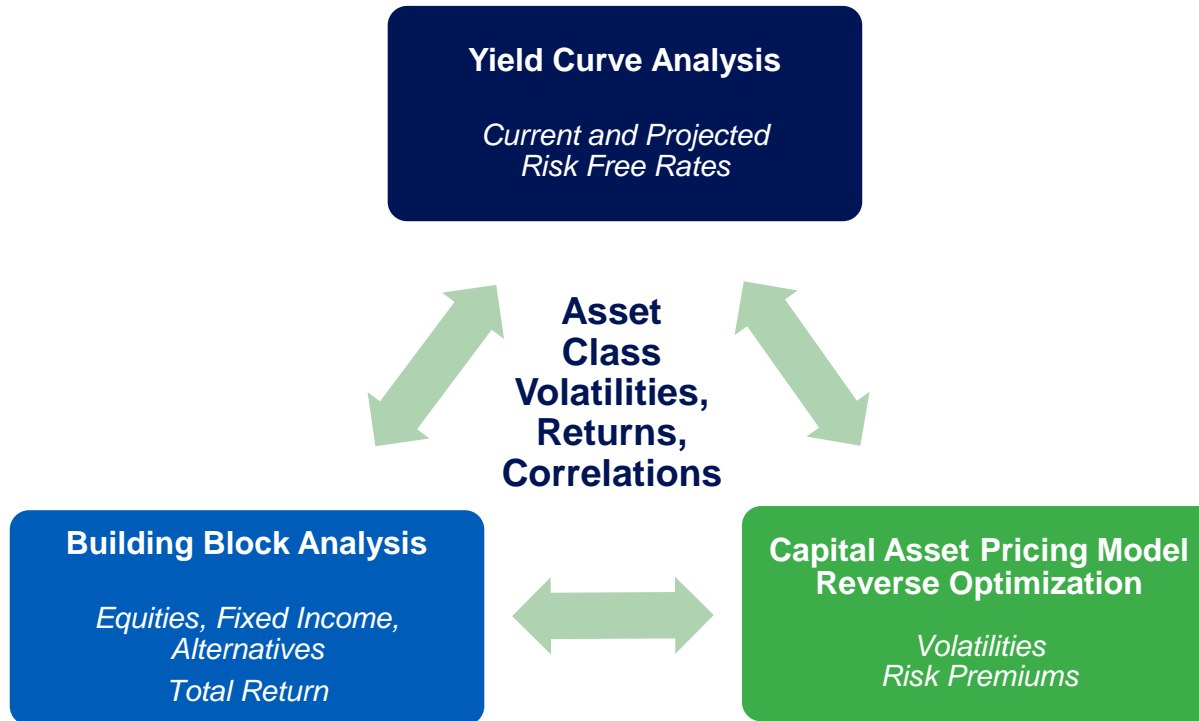 Yield Curve Analysis
Current and Projected
Risk Free Rates
Asset
Class
Volatilities,
Returns,
Correlations
Building Block Analysis
Equities, Fixed Income,
Alternatives
Total Return
Capital Asset Pricing Model
Reverse Optimization
Volatilities
Risk Premiums